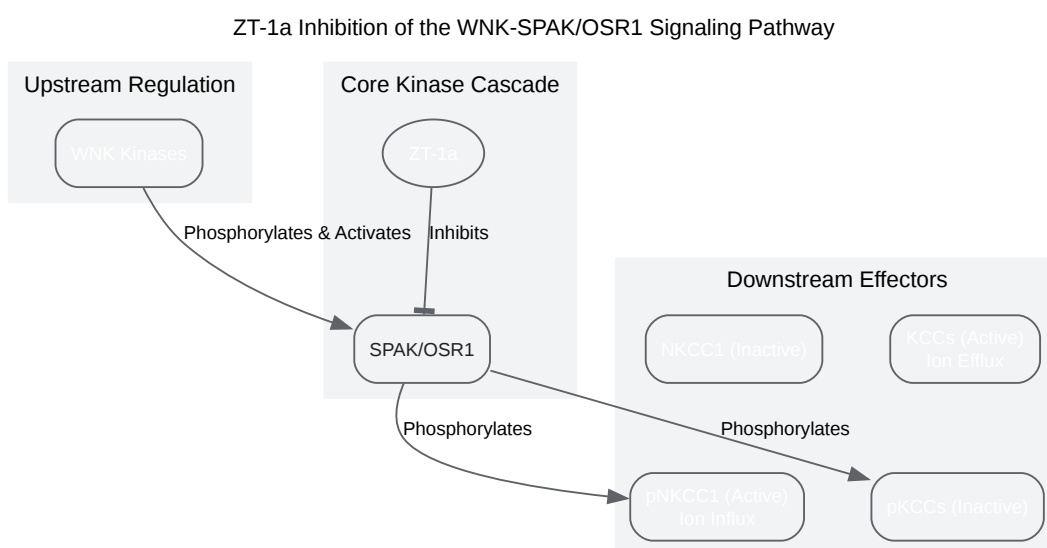 ZT-1a Inhibition of the WNK-SPAK/OSR1 Signaling Pathway
Upstream Regulation
WNK Kinases
Core Kinase Cascade
ZT-1a
Phosphorylates & Activates
Inhibits
SPAK/OSR1
Downstream Effectors
NKCC1 (Inactive)
KCCs (Active)
Ion Efflux
Phosphorylates
Phosphorylates
pNKCC1 (Active)
Ion Influx
pKCCs (Inactive)